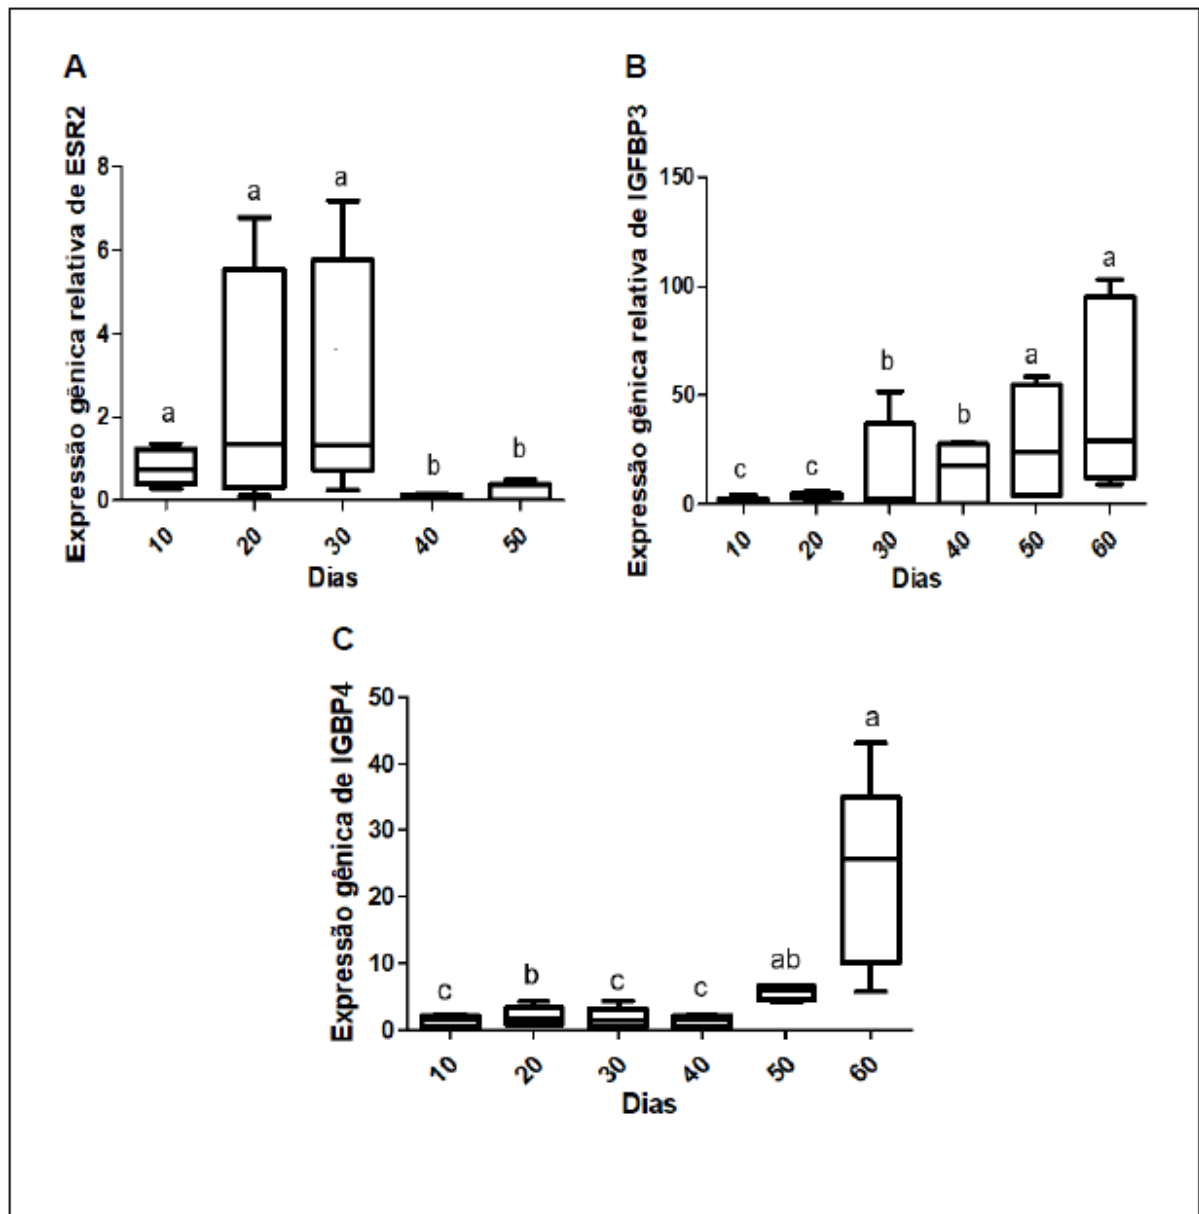 A
Expressão gênica relativa de ESR2
8
6
4
2
0
a
a
a
b
b
10 20 30 40 50
Dias
B
Expressão gênica relativa de IGFBP3
150
100
50
0
c
c
b
b
a
a
10 20 30 40 50 60
Dias
C
Expressão gênica de IGBP4
50
40
30
20
10
0
c
b
c
c
ab
a
10 20 30 40 50 60
Dias